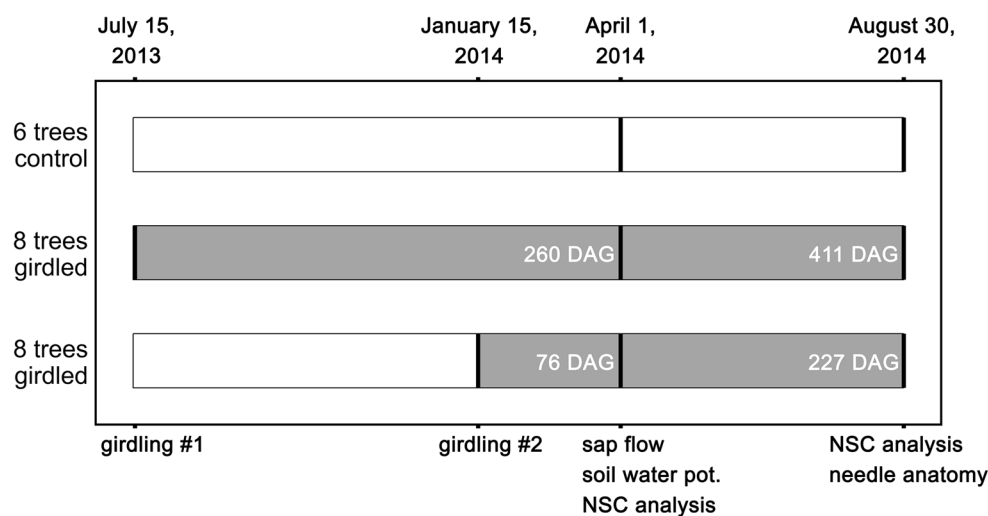 July 15,
2013
January 15,
2014
April 1,
2014
August 30,
2014
6 trees
control
8 trees
girdled
260 DAG
411 DAG
8 trees
girdled
76 DAG
227 DAG
girdling #1
girdling #2
sap flow
soil water pot.
NSC analysis
NSC analysis
needle anatomy